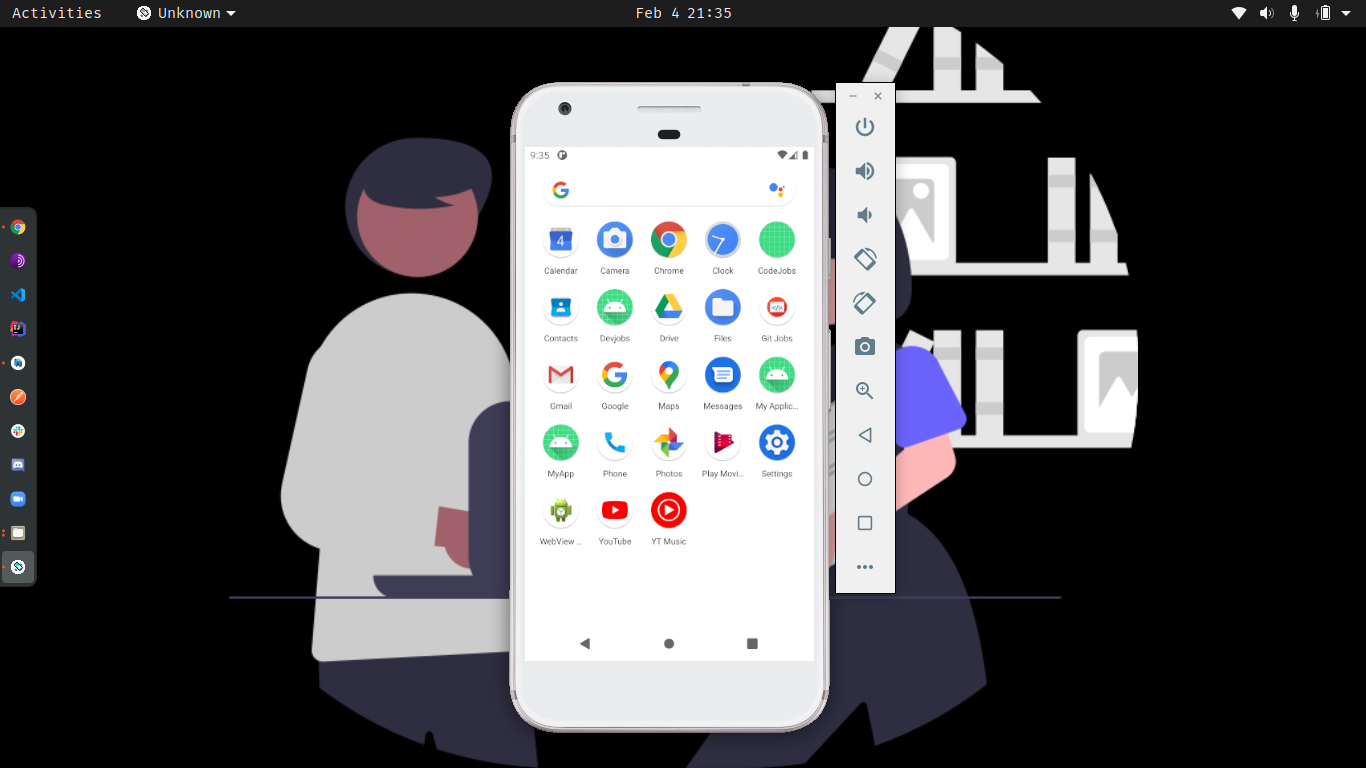 Activities Unknown Feb 4 21:35
9:35
4
Calendar Camera Chrome Clock CodeJobs
Contacts Devjobs Drive Files Git Jobs
Gmail Google Maps Messages My Applic...
MyApp Phone Photos Play Movi... Settings
WebView ... YouTube YT Music